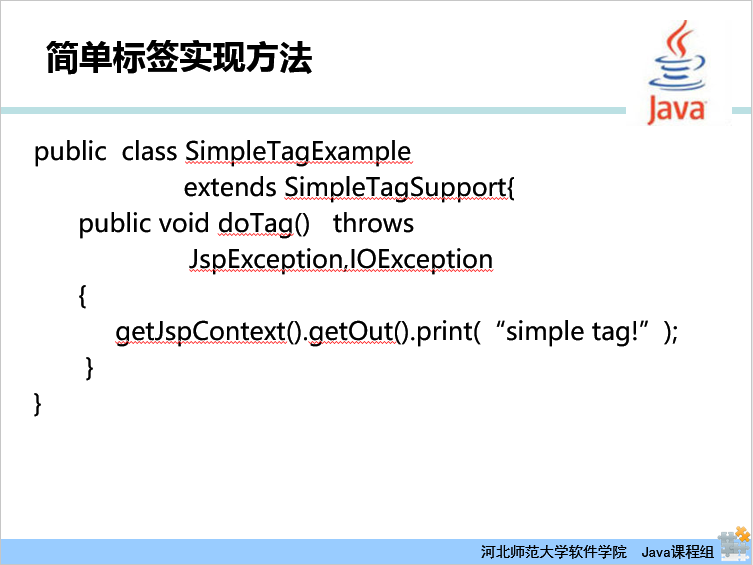 简单标签实现方法
Java
public class SimpleTagExample
extends SimpleTagSupport{
public void doTag() throws
JspException,IOException
{
getJspContext().getOut().print( “simple tag!” );
}
}
河北师范大学软件学院 Java课程组